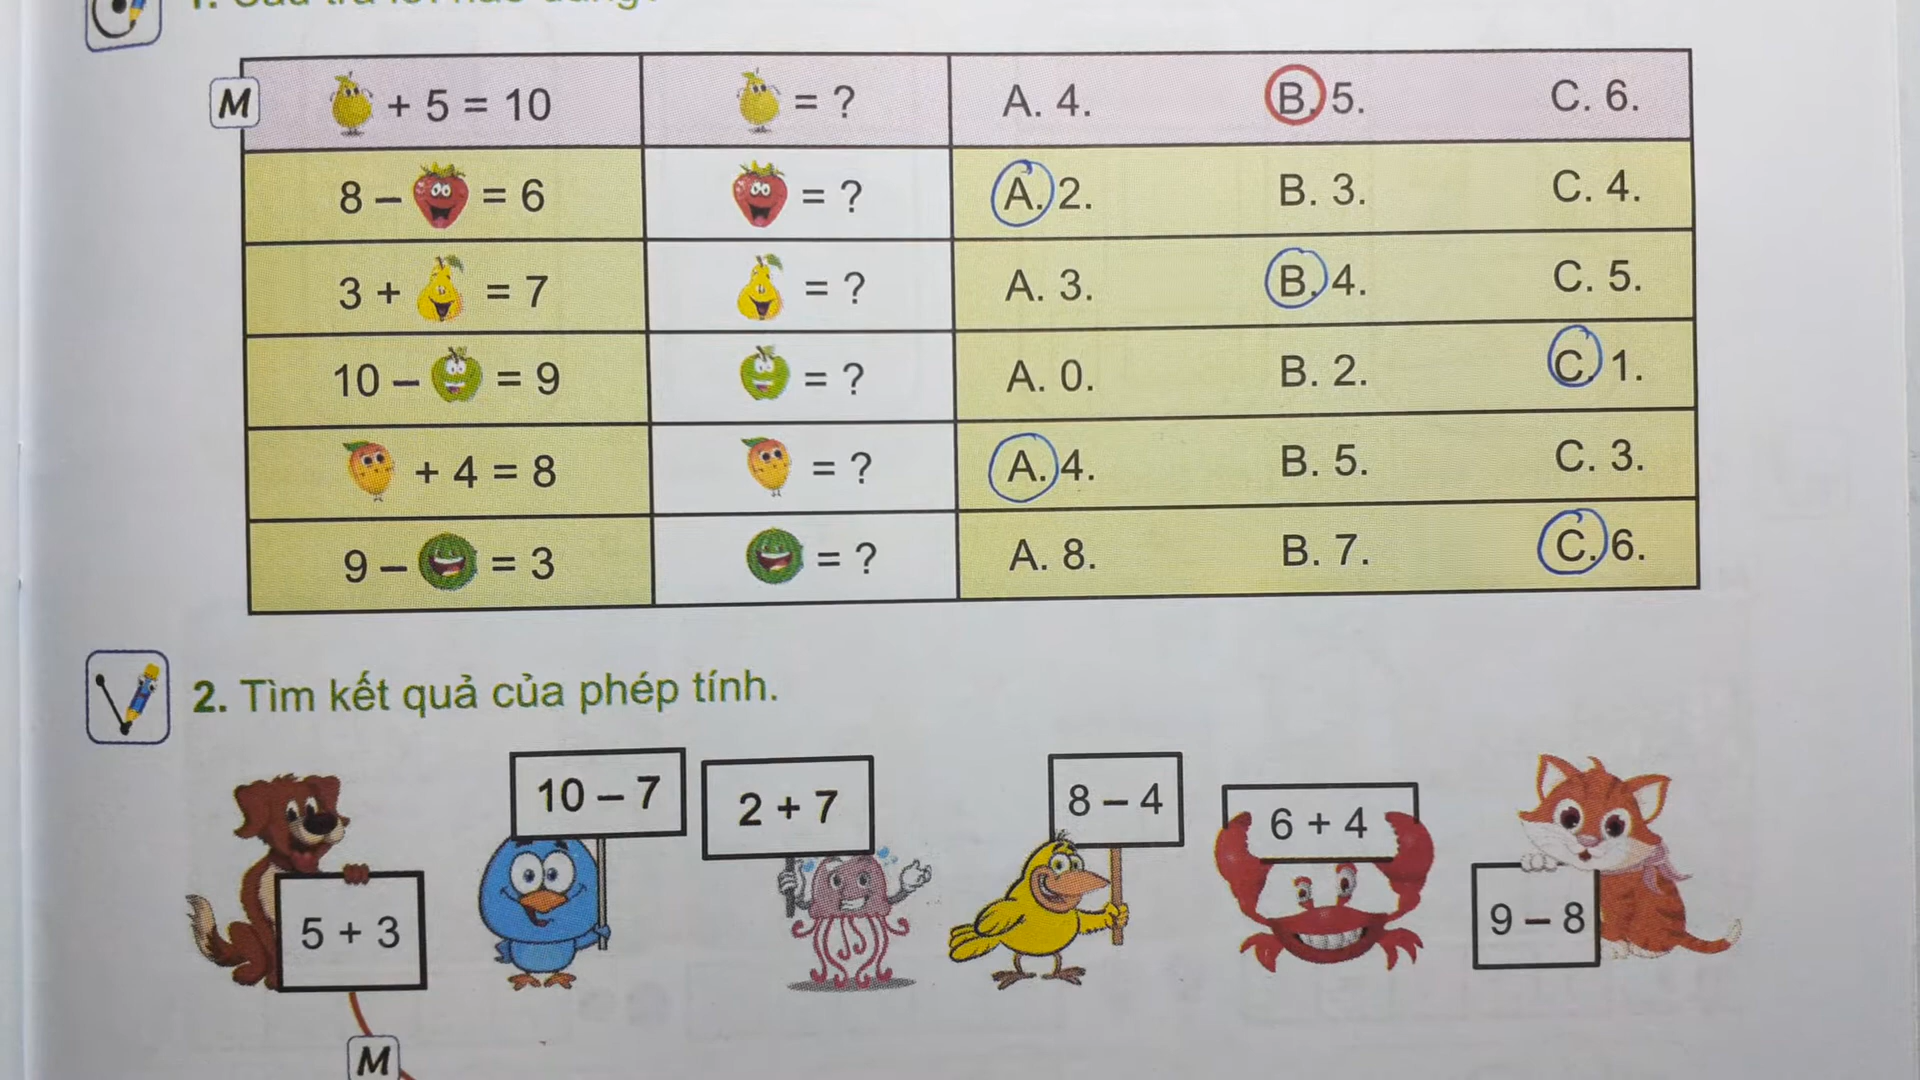 M + 5 = 10 = ? A. 4. B. 5. C. 6.
8 – = 6 = ? A. 2. B. 3. C. 4.
3 + = 7 = ? A. 3. B. 4. C. 5.
10 – = 9 = ? A. 0. B. 2. C. 1.
+ 4 = 8 = ? A. 4. B. 5. C. 3.
9 – = 3 = ? A. 8. B. 7. C. 6.
2. Tìm kết quả của phép tính.
10 – 7
2 + 7
8 – 4
6 + 4
5 + 3
9 – 8
M